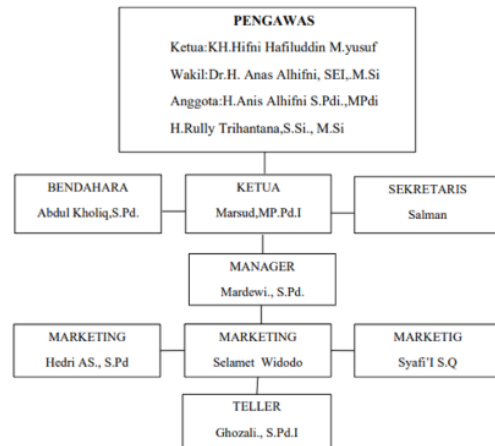 PENGAWAS
Ketua:KH.Hifni Hafiluddin M.yusuf
Wakil:Dr.H. Anas Alhifni, SEI,.M.Si
Anggota:H.Anis Alhifni S.Pdi.,MPdi
H.Rully Trihantana,S.Si., M.Si
BENDAHARA
Abdul Kholiq,S.Pd.
KETUA
Marsud,MP.Pd.I
SEKRETARIS
Salman
MANAGER
Mardewi., S.Pd.
MARKETING
Hedri AS., S.Pd
MARKETING
Selamet Widodo
MARKETIG
Syafi'I S.Q
TELLER
Ghozali., S.Pd.I